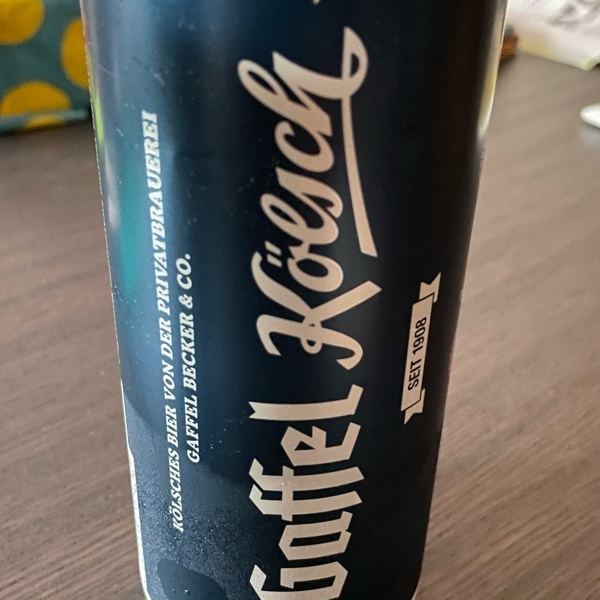 KÖLSCHES BIER VON DER PRIVATBRAUEREI
GAFFEL BECKER & CO.
Gaffel Kölsch
SEIT 1908